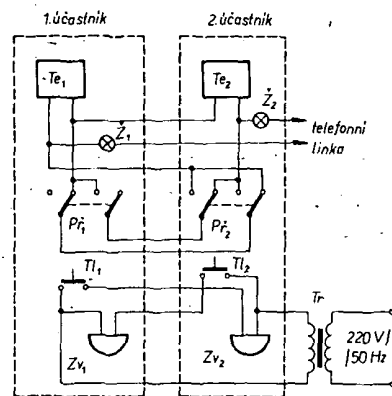 1. účastník
2. účastník
Te1
Te2
Ž1
Ž2
telefonní
linka
Př1
Př2
Tl1
Tl2
Tr
Zv1
Zv2
220 V/
/50 Hz